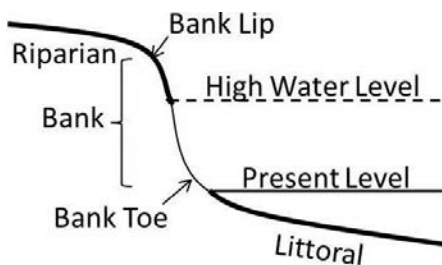 Bank Lip
Riparian
High Water Level
Bank
Present Level
Bank Toe
Littoral